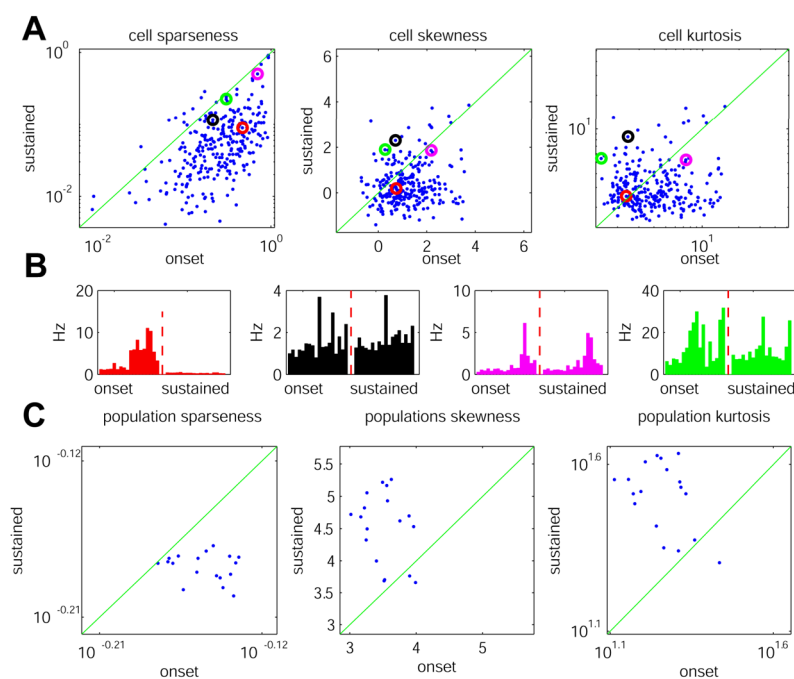 A
cell sparseness
cell skewness
cell kurtosis
sustained
10^0
10^-2
10^-2
10^0
onset
sustained
6
4
2
0
0
2
4
6
onset
sustained
10^1
10^1
onset
B
Hz
20
10
0
onset
sustained
Hz
4
2
0
onset
sustained
Hz
10
5
0
onset
sustained
Hz
40
20
0
onset
sustained
C
population sparseness
populations skewness
population kurtosis
sustained
10^-0.12
10^-0.21
10^-0.21
10^-0.12
onset
sustained
5.5
5
4.5
4
3.5
3
3
4
5
onset
sustained
10^1.6
10^1.1
10^1.1
10^1.6
onset